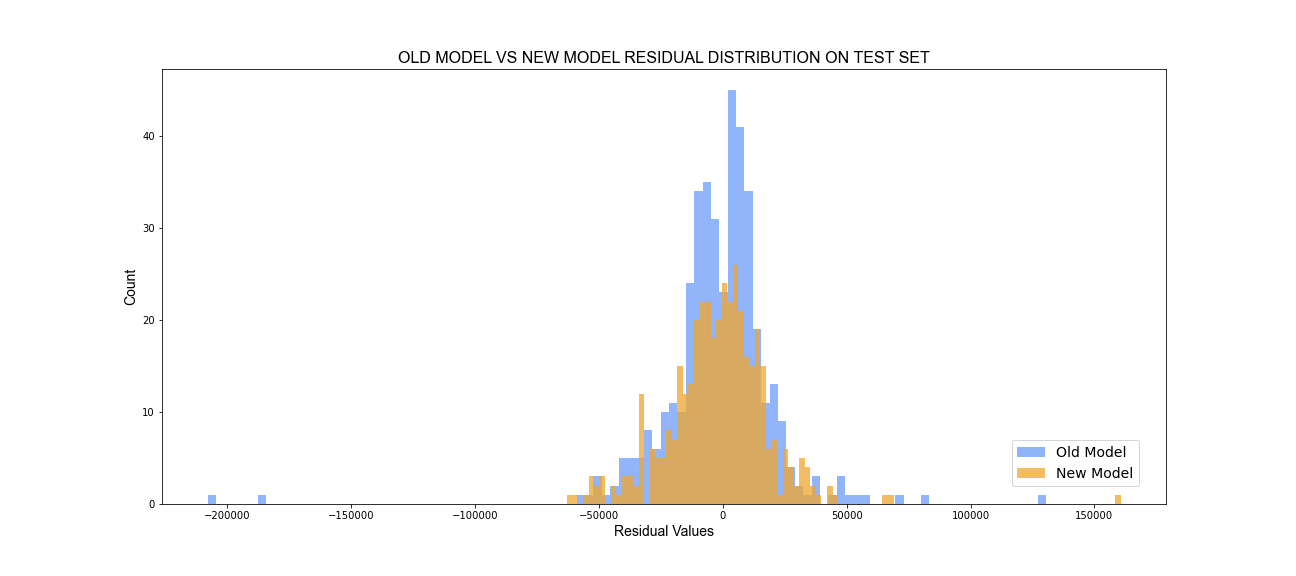 OLD MODEL VS NEW MODEL RESIDUAL DISTRIBUTION ON TEST SET
Count
40
30
20
10
0
Old Model
New Model
−200000 −150000 −100000 −50000 0 50000 100000 150000
Residual Values